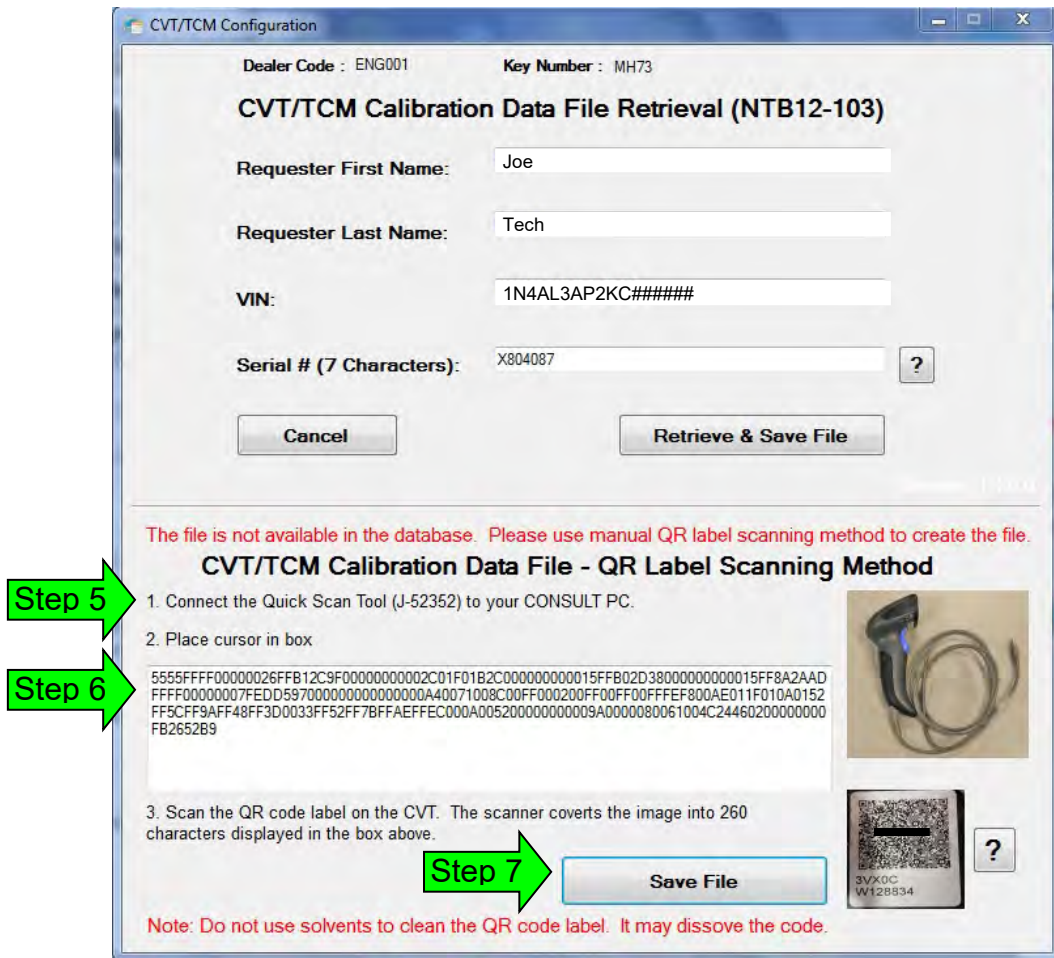 CVT/TCM Configuration
Dealer Code : ENG001 Key Number : MH73
CVT/TCM Calibration Data File Retrieval (NTB12-103)
Requester First Name: Joe
Requester Last Name: Tech
VIN: 1N4AL3AP2KC######
Serial # (7 Characters): X804087 ?
Cancel Retrieve & Save File
The file is not available in the database. Please use manual QR label scanning method to create the file.
CVT/TCM Calibration Data File - QR Label Scanning Method
Step 5 1. Connect the Quick Scan Tool (J-52352) to your CONSULT PC.
2. Place cursor in box
Step 6 5555FFFF00000026FFB12C9F00000000002C01F01B2C000000000015FFB02D38000000000015FF8A2AAD
FFFF00000007FEDD597000000000000000A40071008C00FF000200FF00FF00FFFEF800AE011F010A0152
FF5CFF9AFF48FF3D0033FF52FF7BFFAEFFEC000A005200000000009A0000080061004C24460200000000
FB2652B9
3. Scan the QR code label on the CVT. The scanner coverts the image into 260
characters displayed in the box above.
Step 7 Save File
3VX0C
W128834
?
Note: Do not use solvents to clean the QR code label. It may dissove the code.